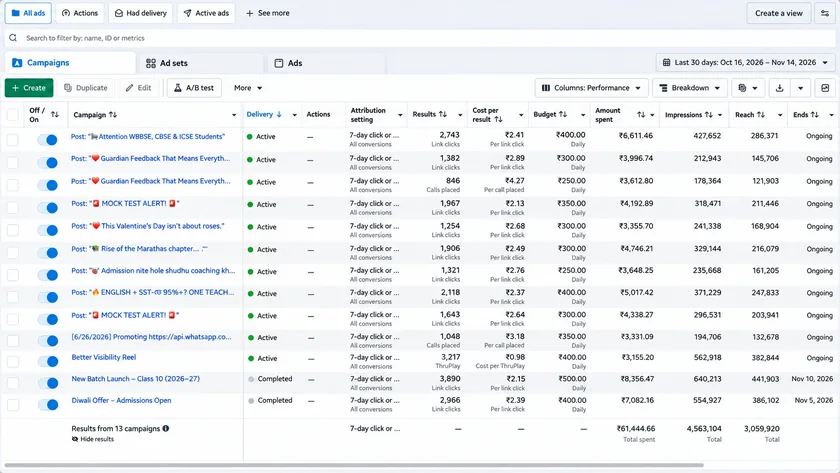 All ads Actions Had delivery Active ads + See more Create a view
Search to filter by: name, ID or metrics
Campaigns Ad sets Ads Last 30 days: Oct 16, 2026 – Nov 14, 2026
+ Create Duplicate Edit A/B test More Columns: Performance Breakdown
Off / On Campaign Delivery ↓ Actions Attribution setting Results Cost per result Budget Amount spent Impressions Reach Ends
Post: "📣Attention WBBSE, CBSE & ICSE Students" Active — 7-day click or ... 2,743 ₹2.41 ₹400.00 ₹6,611.46 427,652 286,371 Ongoing
All conversions Link clicks Per link click Daily
Post: "❤️ Guardian Feedback That Means Everyth... Active — 7-day click or ... 1,382 ₹2.89 ₹300.00 ₹3,996.74 212,943 145,706 Ongoing
All conversions Link clicks Per link click Daily
Post: "❤️ Guardian Feedback That Means Everyth... Active — 7-day click or ... 846 ₹4.27 ₹250.00 ₹3,612.80 178,364 121,903 Ongoing
All conversions Calls placed Per call placed Daily
Post: "🚨 MOCK TEST ALERT! 🚨" Active — 7-day click or ... 1,967 ₹2.13 ₹350.00 ₹4,192.89 318,471 211,446 Ongoing
All conversions Link clicks Per link click Daily
Post: "❤️ This Valentine's Day isn't about roses." Active — 7-day click or ... 1,254 ₹2.68 ₹300.00 ₹3,355.70 241,338 168,904 Ongoing
All conversions Link clicks Per link click Daily
Post: " Rise of the Marathas chapter... ." Active — 7-day click or ... 1,906 ₹2.49 ₹300.00 ₹4,746.21 329,144 216,079 Ongoing
All conversions Link clicks Per link click Daily
Post: " Admission nite hole shudhu coaching kh... Active — 7-day click or ... 1,321 ₹2.76 ₹250.00 ₹3,648.25 235,668 161,205 Ongoing
All conversions Link clicks Per link click Daily
Post: "🔥 ENGLISH + SST-তে 95%+? ONE TEACH... Active — 7-day click or ... 2,118 ₹2.37 ₹400.00 ₹5,017.42 371,229 247,833 Ongoing
All conversions Link clicks Per link click Daily
Post: "🚨 MOCK TEST ALERT! 🚨" Active — 7-day click or ... 1,643 ₹2.64 ₹300.00 ₹4,338.27 296,531 203,941 Ongoing
All conversions Link clicks Per link click Daily
[6/26/2026] Promoting https://api.whatsapp.co... Active — 7-day click or ... 1,048 ₹3.18 ₹350.00 ₹3,331.09 194,706 132,678 Ongoing
All conversions Calls placed Per call placed Daily
Better Visibility Reel Active — 7-day click or ... 3,217 ₹0.98 ₹400.00 ₹3,155.20 562,918 382,844 Ongoing
All conversions ThruPlay Cost per ThruPlay Daily
New Batch Launch – Class 10 (2026–27) Completed — 7-day click or ... 3,890 ₹2.15 ₹500.00 ₹8,356.47 640,213 441,903 Nov 10, 2026
All conversions Link clicks Per link click Daily
Diwali Offer – Admissions Open Completed — 7-day click or ... 2,966 ₹2.39 ₹400.00 ₹7,082.16 554,927 386,102 Nov 5, 2026
All conversions Link clicks Per link click Daily
Results from 13 campaigns 7-day click or ... — — — ₹61,444.66 4,563,104 3,059,920
Hide results Total spent Total Total